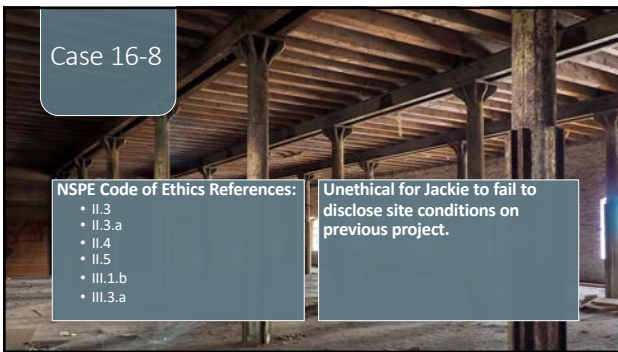 Case 16-8
NSPE Code of Ethics References:
• II.3
• II.3.a
• II.4
• II.5
• III.1.b
• III.3.a
Unethical for Jackie to fail to
disclose site conditions on
previous project.